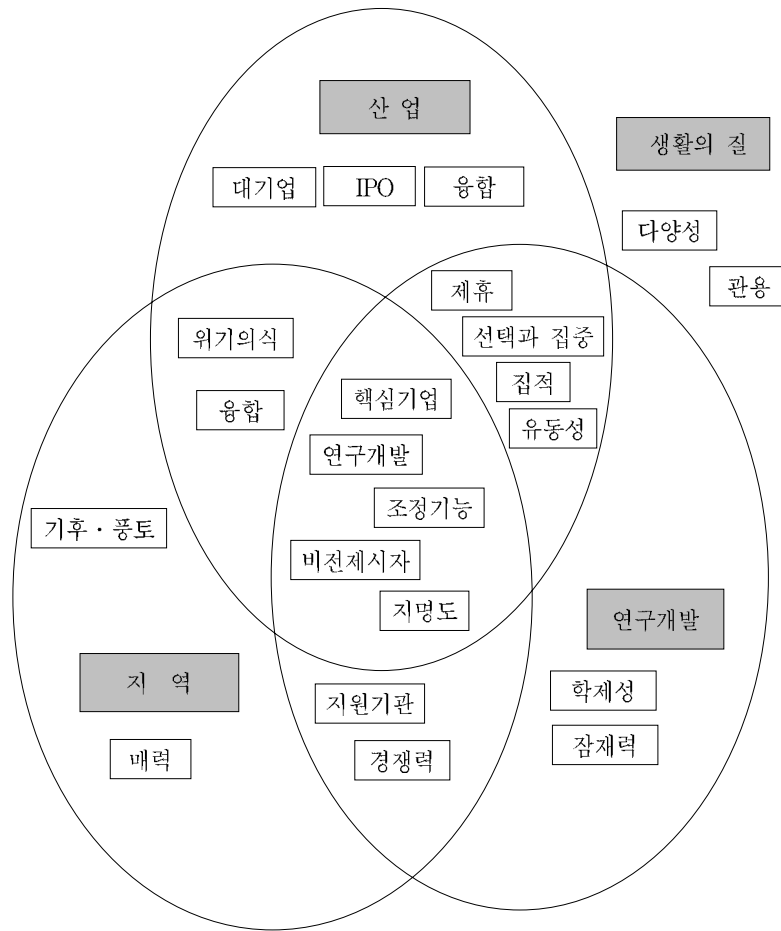 산 업
생활의 질
대기업
IPO
융합
다양성
관용
제휴
위기의식
선택과 집중
집적
핵심기업
융합
유동성
연구개발
조정기능
기후·풍토
비전제시자
지명도
연구개발
지 역
학제성
지원기관
잠재력
매력
경쟁력